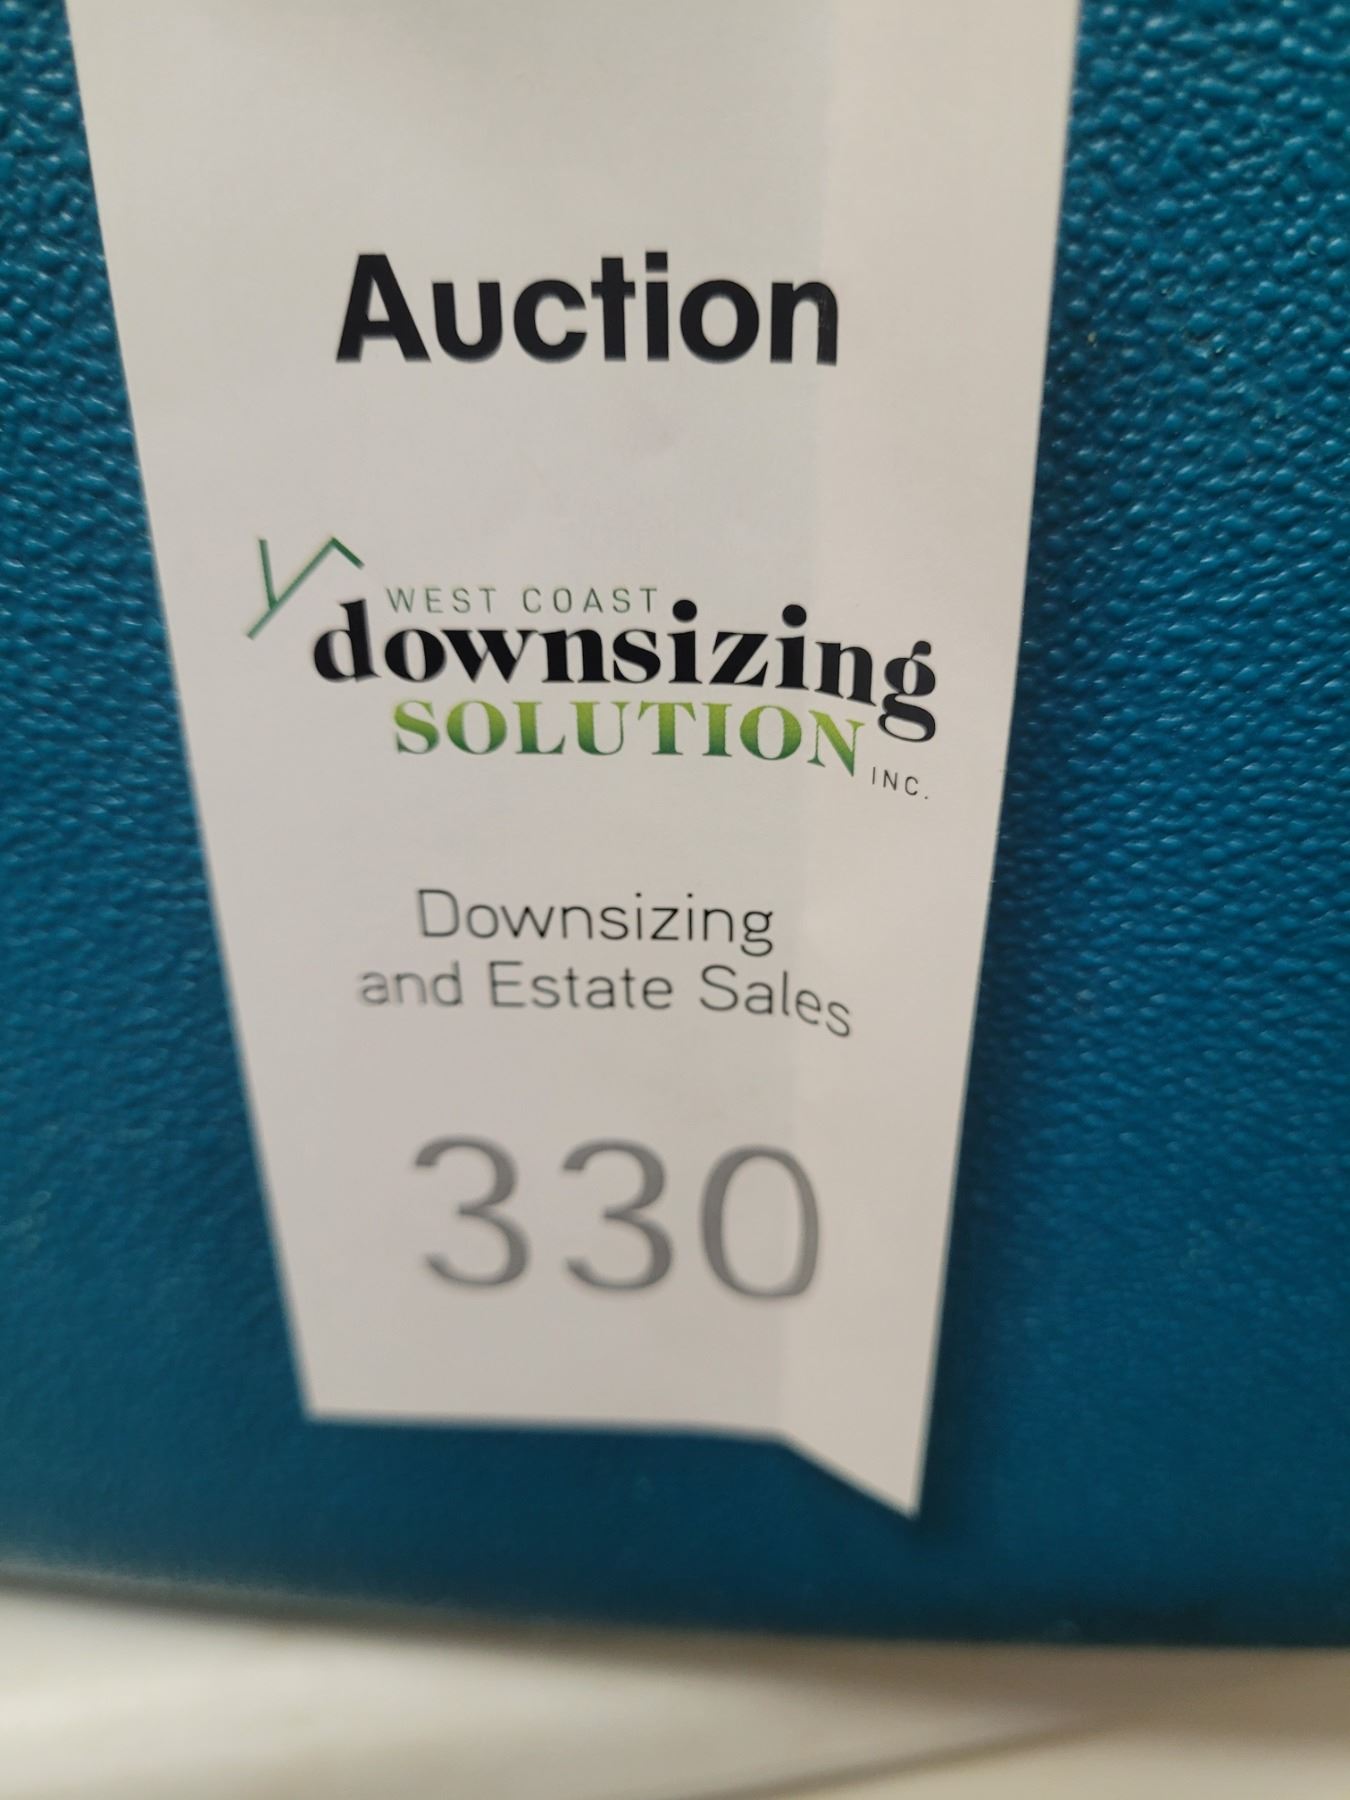 Auction
WEST COAST
downsizing
SOLUTION
INC.
Downsizing
and Estate Sales
330